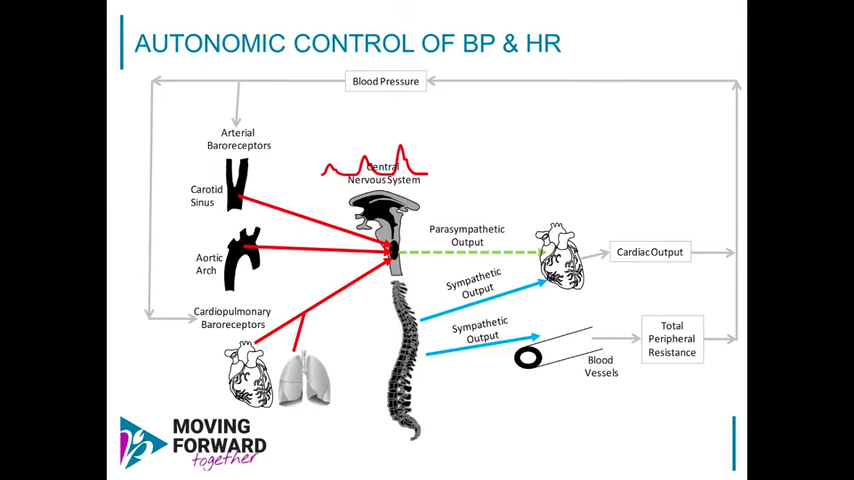 AUTONOMIC CONTROL OF BP & HR
Blood Pressure
Arterial
Baroreceptors
Carotid
Sinus
Aortic
Arch
Cardiopulmonary
Baroreceptors
Central
Nervous System
Parasympathetic
Output
Sympathetic
Output
Sympathetic
Output
Blood
Vessels
Cardiac Output
Total
Peripheral
Resistance
MOVING
FORWARD
together